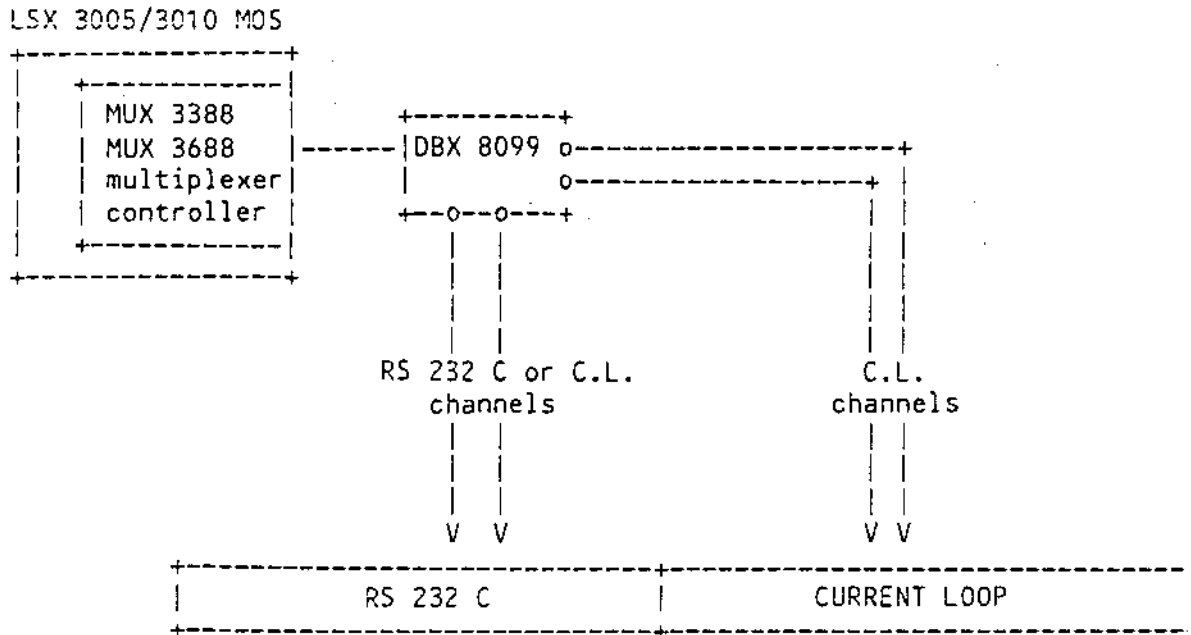 LSX 3005/3010 MOS
MUX 3388
MUX 3688
multiplexer
controller
DBX 8099
RS 232 C or C.L.
channels
C.L.
channels
RS 232 C
CURRENT LOOP